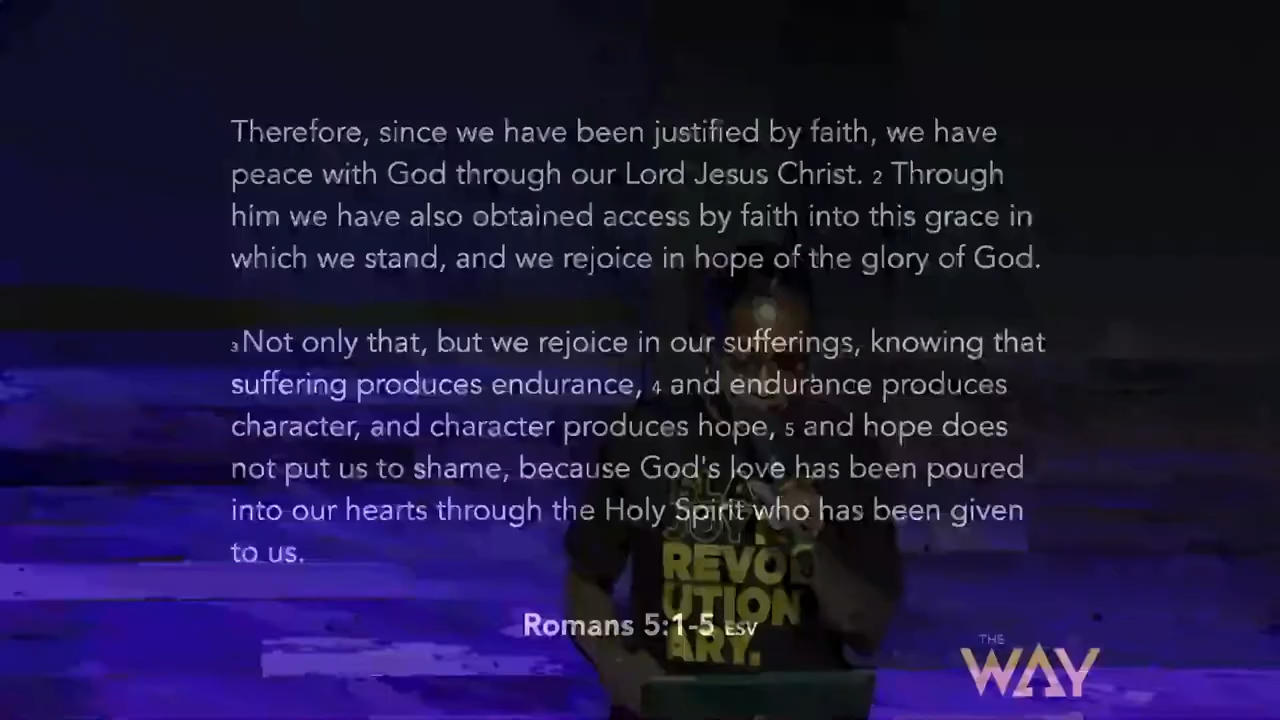 Therefore, since we have been justified by faith, we have
peace with God through our Lord Jesus Christ. 2 Through
him we have also obtained access by faith into this grace in
which we stand, and we rejoice in hope of the glory of God.
3 Not only that, but we rejoice in our sufferings, knowing that
suffering produces endurance, 4 and endurance produces
character, and character produces hope, 5 and hope does
not put us to shame, because God's love has been poured
into our hearts through the Holy Spirit who has been given
to us.
REVOL
UTION
ARY.
Romans 5:1-5 ESV
THE
WAY